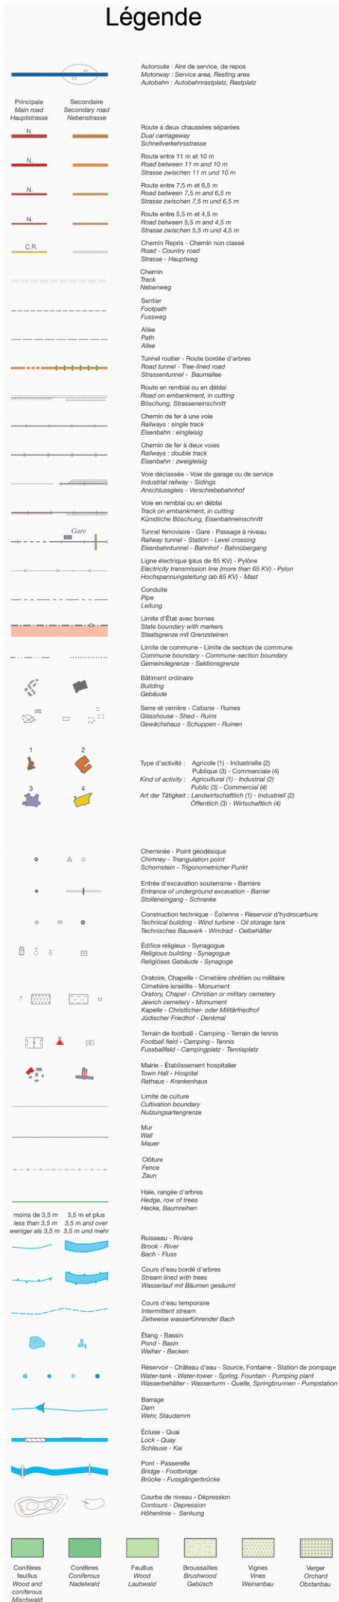 Légende
Autoroute : Aire de service, de repos
Motorway : Service area, Resting area
Autobahn : Autobahnrastplatz, Rastplatz
Principale
Main road
Hauptstrasse
Secondaire
Secondary road
Nebenstrasse
N.
Route à deux chaussées séparées
Dual carriageway
Schnellverkehrsstrasse
N.
Route entre 11 m et 10 m
Road between 11 m and 10 m
Strasse zwischen 11 m und 10 m
N.
Route entre 7,5 m et 6,5 m
Road between 7,5 m and 6,5 m
Strasse zwischen 7,5 m und 6,5 m
N.
Route entre 5,5 m et 4,5 m
Road between 5,5 m and 4,5 m
Strasse zwischen 5,5 m und 4,5 m
C.R.
Chemin Repris - Chemin non classé
Road - Country road
Strasse - Hauptweg
Chemin
Track
Nebenweg
Sentier
Footpath
Fussweg
Allée
Path
Allee
Tunnel routier - Route bordée d'arbres
Road tunnel - Tree-lined road
Strassentunnel - Baumallee
Route en remblai ou en déblai
Road on embankment, in cutting
Böschung, Strasseneinschnitt
Chemin de fer à une voie
Railways : single track
Eisenbahn : eingleisig
Chemin de fer à deux voies
Railways : double track
Eisenbahn : zweigleisig
Voie déclassée - Voie de garage ou de service
Industrial railway - Sidings
Anschlussgleis - Verschiebebahnhof
Voie en remblai ou en déblai
Track on embankment, in cutting
Künstliche Böschung, Eisenbahneinschnitt
Gare
Tunnel ferroviaire - Gare - Passage à niveau
Railway tunnel - Station - Level crossing
Eisenbahntunnel - Bahnhof - Bahnübergang
Ligne électrique (plus de 65 KV) - Pylône
Electricity transmission line (more than 65 KV) - Pylon
Hochspannungsleitung (ab 65 KV) - Mast
Conduite
Pipe
Leitung
Limite d'État avec bornes
State boundary with markers
Staatsgrenze mit Grenzsteinen
Limite de commune - Limite de section de commune
Commune boundary - Commune-section boundary
Gemeindegrenze - Sektionsgrenze
Bâtiment ordinaire
Building
Gebäude
Serre et verrière - Cabane - Ruines
Glasshouse - Shed - Ruins
Gewächshaus - Schuppen - Ruinen
1 2
3 4
Type d'activité : Agricole (1) - Industrielle (2)
Publique (3) - Commerciale (4)
Kind of activity : Agricultural (1) - Industrial (2)
Public (3) - Commercial (4)
Art der Tätigkeit : Landwirtschaftlich (1) - Industriell (2)
Öffentlich (3) - Wirtschaftlich (4)
Cheminée - Point géodésique
Chimney - Triangulation point
Schornstein - Trigonometricher Punkt
Entrée d'excavation souterraine - Barrière
Entrance of underground excavation - Barrier
Stolleneingang - Schranke
Construction technique - Éolienne - Réservoir d'hydrocarbure
Technical building - Wind turbine - Oil storage tank
Technisches Bauwerk - Windrad - Oelbehälter
Édifice religieux - Synagogue
Religious building - Synagogue
Religiöses Gebäude - Synagoge
Oratoire, Chapelle - Cimetière chrétien ou militaire
Cimetière israélite - Monument
Oratory, Chapel - Christian or military cemetery
Jewich cemetery - Monument
Kapelle - Christlicher- oder Militärfriedhof
Jüdischer Friedhof - Denkmal
Terrain de football - Camping - Terrain de tennis
Football field - Camping - Tennis
Fussballfeld - Campingplatz - Tennisplatz
Mairie - Établissement hospitalier
Town Hall - Hospital
Rathaus - Krankenhaus
Limite de culture
Cultivation boundary
Nutzungsartengrenze
Mur
Wall
Mauer
Clôture
Fence
Zaun
Haie, rangée d'arbres
Hedge, row of trees
Hecke, Baumreihen
moins de 3,5 m
less than 3,5 m
weniger als 3,5 m
3,5 m et plus
3,5 m and over
3,5 m und mehr
Ruisseau - Rivière
Brook - River
Bach - Fluss
Cours d'eau bordé d'arbres
Stream lined with trees
Wasserlauf mit Bäumen gesäumt
Cours d'eau temporaire
Intermittent stream
Zeitweise wasserführender Bach
Étang - Bassin
Pond - Basin
Weiher - Becken
Réservoir - Château d'eau - Source, Fontaine - Station de pompage
Water-tank - Water-tower - Spring, Fountain - Pumping plant
Wasserbehälter - Wasserturm - Quelle, Springbrunnen - Pumpstation
Barrage
Dam
Wehr, Staudamm
Écluse - Quai
Lock - Quay
Schleuse - Kai
Pont - Passerelle
Bridge - Footbridge
Brücke - Fussgängerbrücke
Courbe de niveau - Dépression
Contours - Depression
Höhenlinie - Senkung
Conifères
feuillus
Wood and
coniferous
Mischwald
Conifères
Coniferous
Nadelwald
Feuillus
Wood
Laubwald
Broussailles
Brushwood
Gebüsch
Vignes
Vines
Weinanbau
Verger
Orchard
Obstanbau